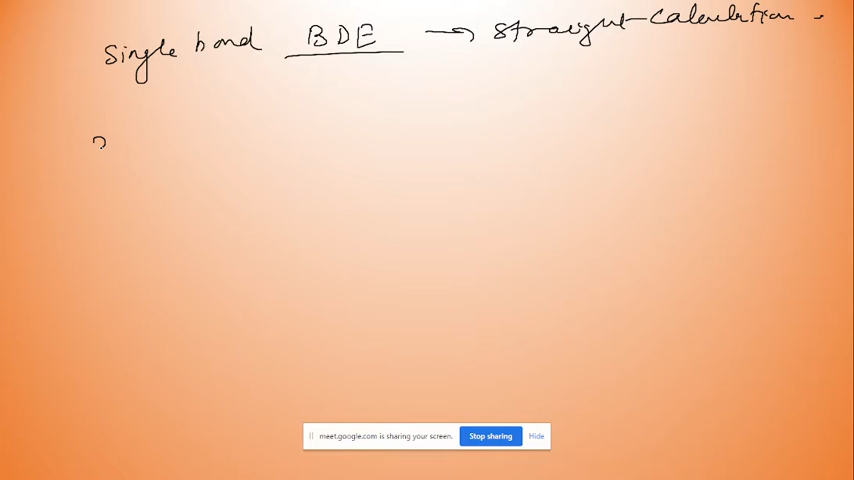 Single bond BDE → straight-calculation.
meet.google.com is sharing your screen. Stop sharing Hide